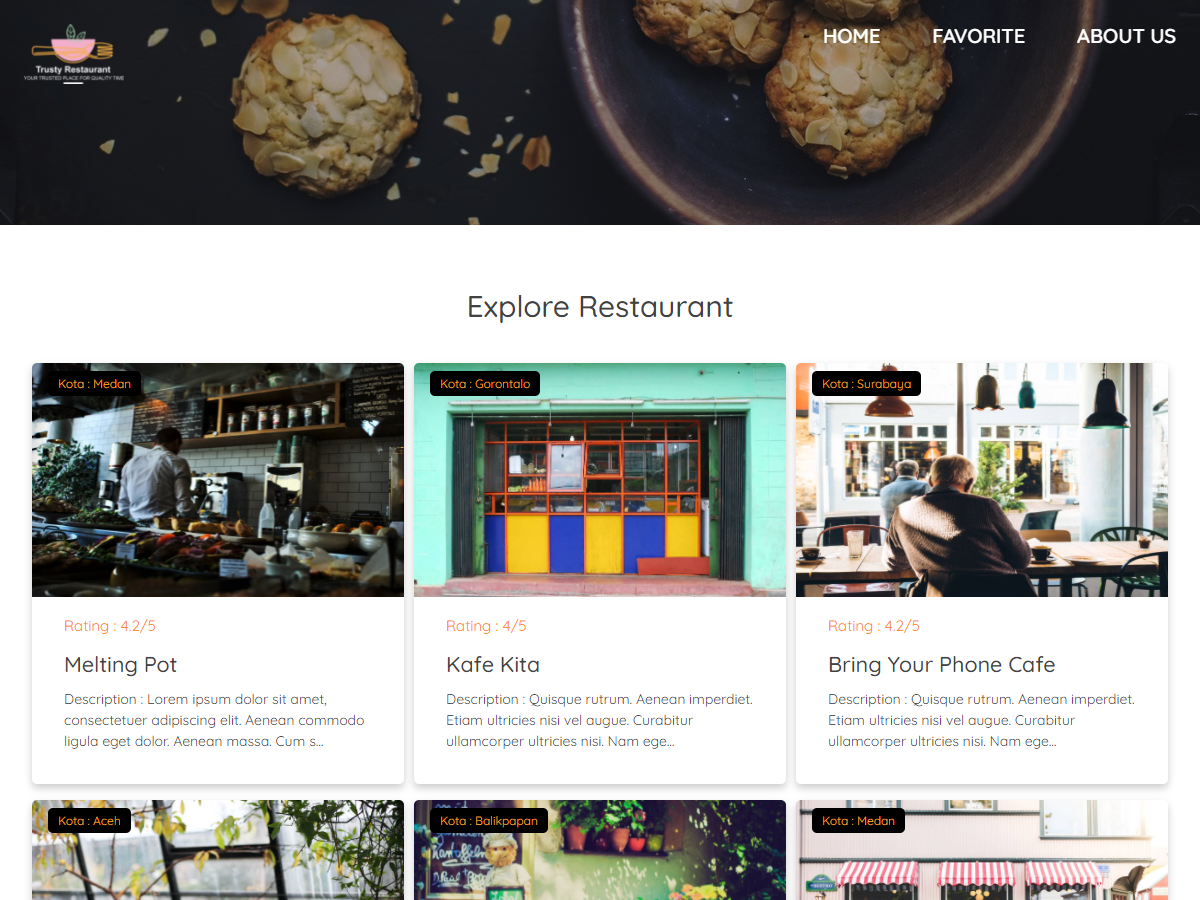 HOME
FAVORITE
ABOUT US
Trusty Restaurant
YOUR TRUSTED PLACE FOR QUALITY TIME
Explore Restaurant
Kota : Medan
Kota : Gorontalo
Kota : Surabaya
Rating : 4.2/5
Melting Pot
Description : Lorem ipsum dolor sit amet,
consectetuer adipiscing elit. Aenean commodo
ligula eget dolor. Aenean massa. Cum s...
Rating : 4/5
Kafe Kita
Description : Quisque rutrum. Aenean imperdiet.
Etiam ultricies nisi vel augue. Curabitur
ullamcorper ultricies nisi. Nam ege...
Rating : 4.2/5
Bring Your Phone Cafe
Description : Quisque rutrum. Aenean imperdiet.
Etiam ultricies nisi vel augue. Curabitur
ullamcorper ultricies nisi. Nam ege...
Kota : Aceh
Kota : Balikpapan
Kota : Medan